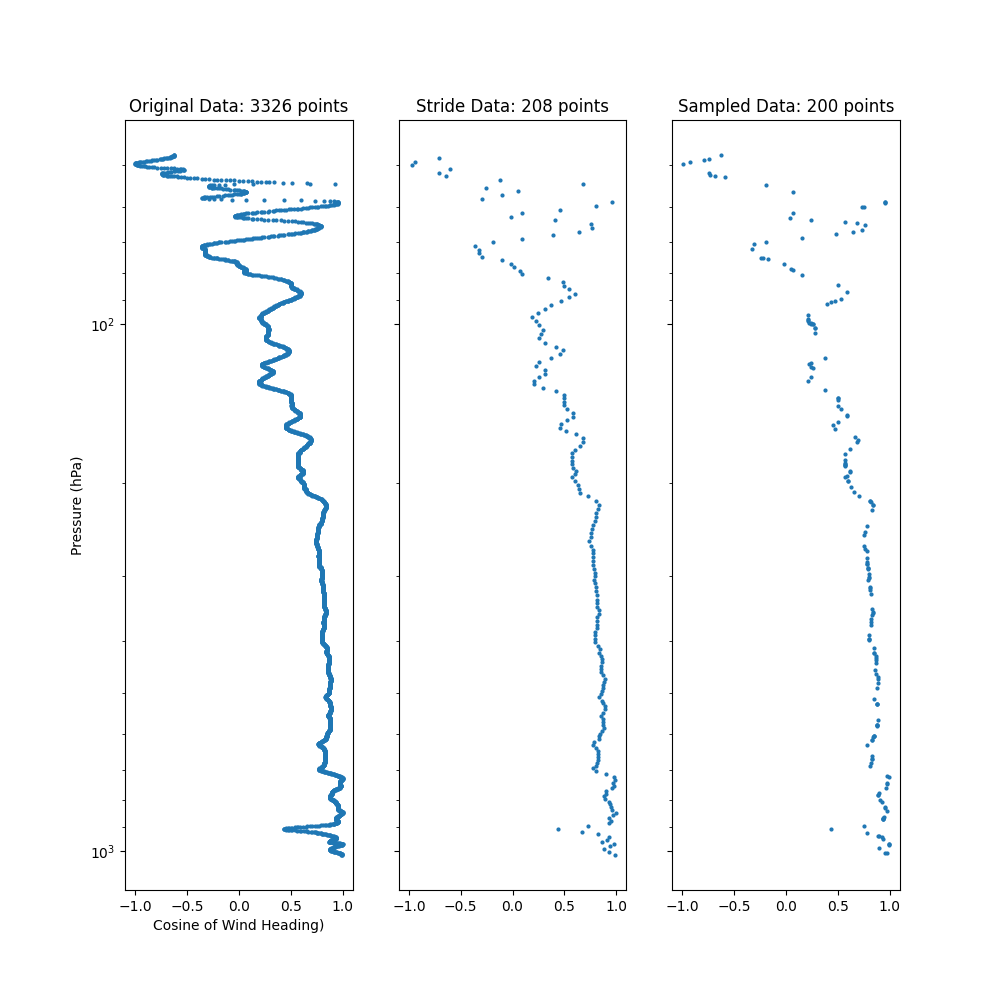 Original Data: 3326 points
Stride Data: 208 points
Sampled Data: 200 points
Pressure (hPa)
10²
10³
−1.0 −0.5 0.0 0.5 1.0
−1.0 −0.5 0.0 0.5 1.0
−1.0 −0.5 0.0 0.5 1.0
Cosine of Wind Heading)